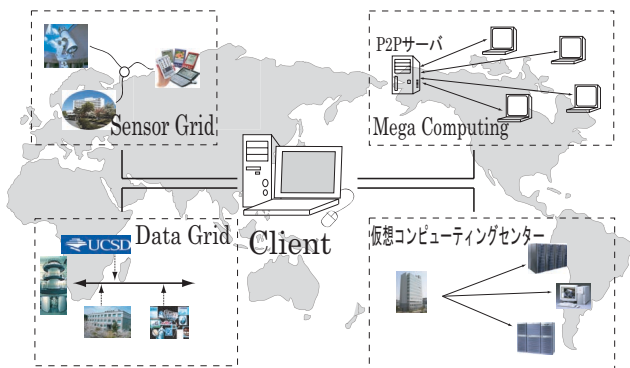 P2Pサーバ
Sensor Grid
Mega Computing
UCSD
Data Grid
Client
仮想コンピューティングセンター